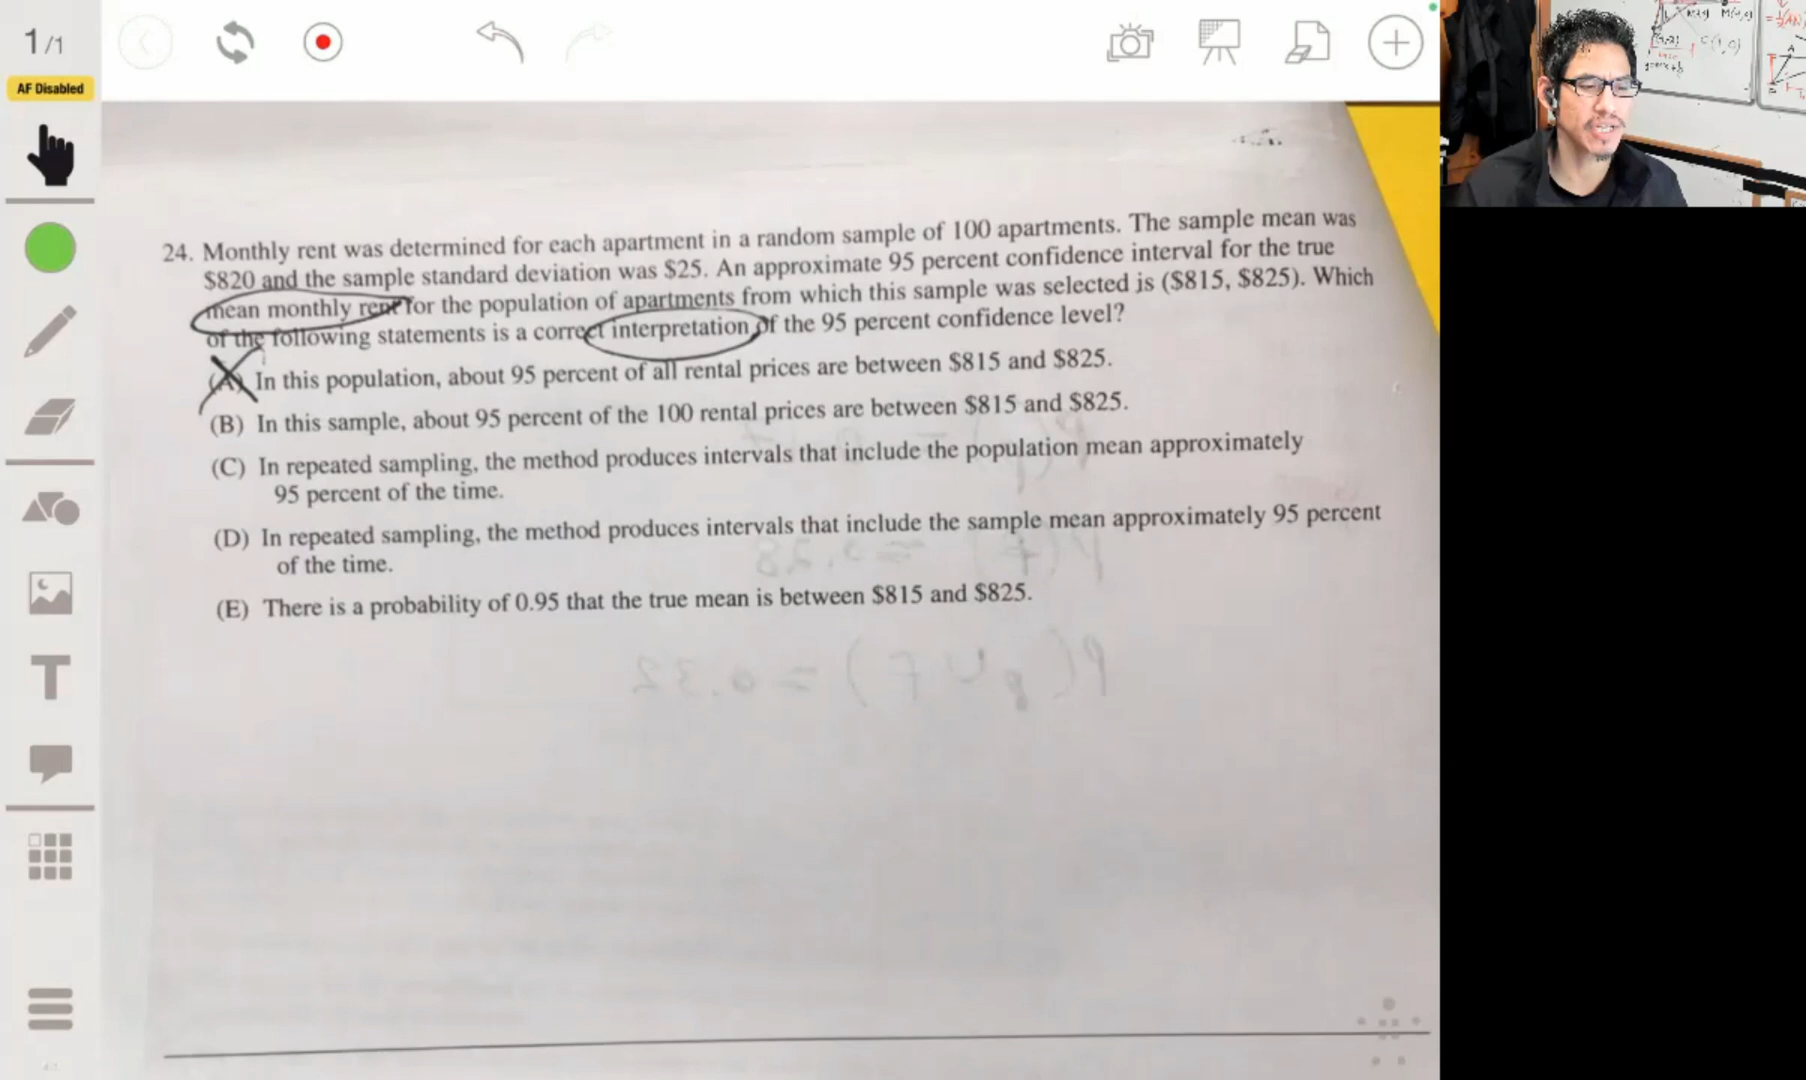 1/1
AF Disabled
24. Monthly rent was determined for each apartment in a random sample of 100 apartments. The sample mean was
$820 and the sample standard deviation was $25. An approximate 95 percent confidence interval for the true
mean monthly rent for the population of apartments from which this sample was selected is ($815, $825). Which
of the following statements is a correct interpretation of the 95 percent confidence level?
(A) In this population, about 95 percent of all rental prices are between $815 and $825.
(B) In this sample, about 95 percent of the 100 rental prices are between $815 and $825.
(C) In repeated sampling, the method produces intervals that include the population mean approximately
95 percent of the time.
(D) In repeated sampling, the method produces intervals that include the sample mean approximately 95 percent
of the time.
(E) There is a probability of 0.95 that the true mean is between $815 and $825.
T